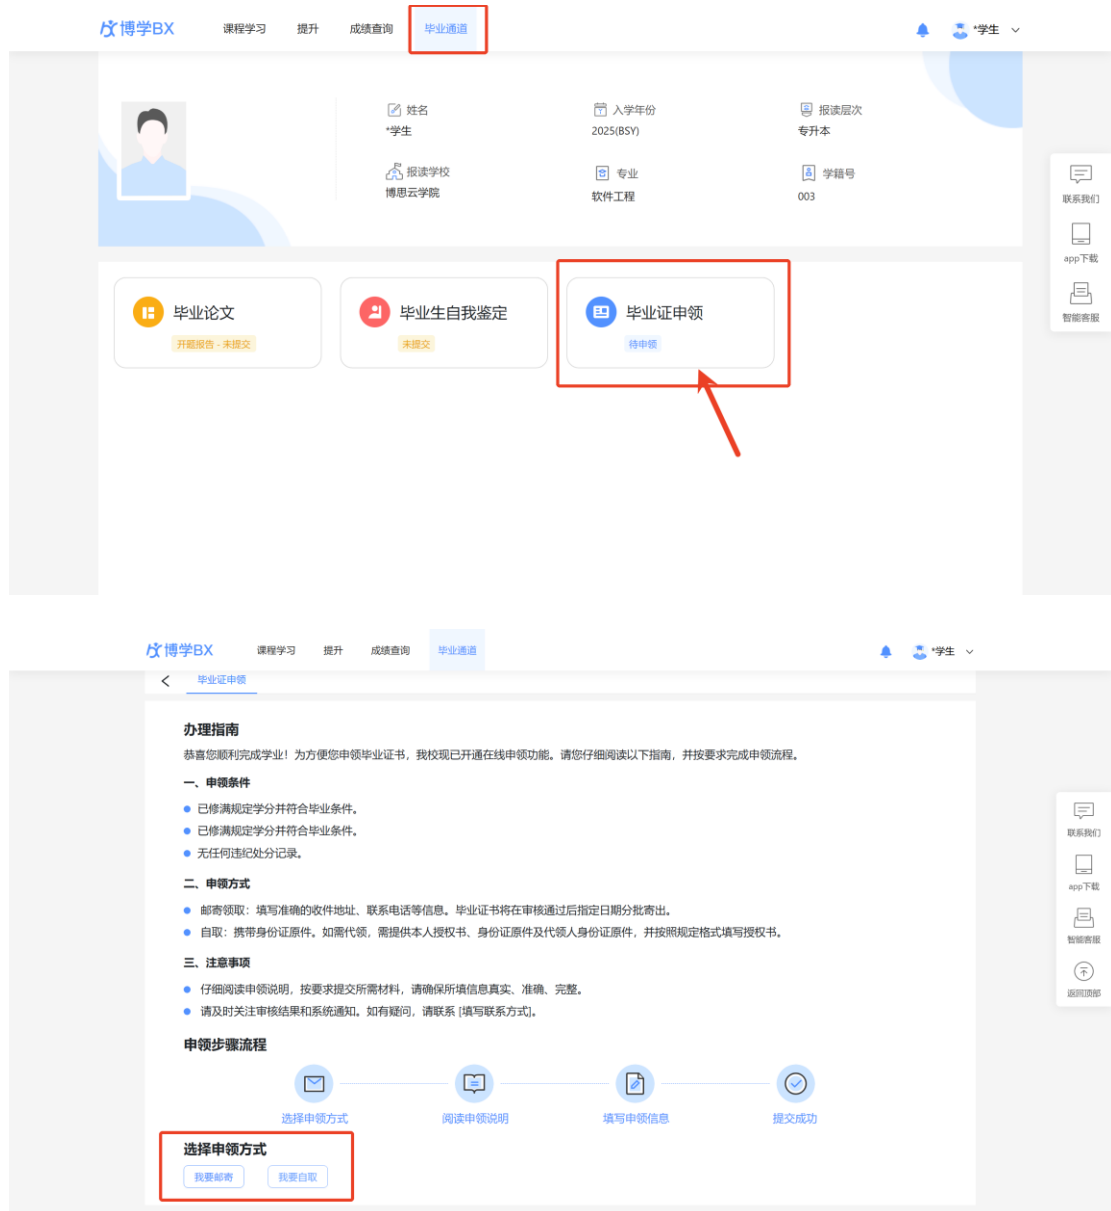 博学BX 课程学习 提升 成绩查询 毕业通道 *学生
姓名 入学年份 报读层次
*学生 2025(BSY) 专升本
报读学校 专业 学籍号
博思云学院 软件工程 003
联系我们
app下载
智能客服
毕业论文 毕业生自我鉴定 毕业证申领
开题报告 - 未提交 未提交 待申领
博学BX 课程学习 提升 成绩查询 毕业通道 *学生
毕业证申领
办理指南
恭喜您顺利完成学业！为方便您申领毕业证书，我校现已开通在线申领功能。请您仔细阅读以下指南，并按要求完成申领流程。
一、申领条件
已修满规定学分并符合毕业条件。
已修满规定学分并符合毕业条件。
无任何违纪处分记录。
二、申领方式
邮寄领取：填写准确的收件地址、联系电话等信息。毕业证书将在审核通过后指定日期分批寄出。
自取：携带身份证原件。如需代领，需提供本人授权书、身份证原件及代领人身份证原件，并按照规定格式填写授权书。
三、注意事项
仔细阅读申领说明，按要求提交所需材料，请确保所填信息真实、准确、完整。
请及时关注审核结果和系统通知。如有疑问，请联系 [填写联系方式]。
申领步骤流程
选择申领方式 阅读申领说明 填写申领信息 提交成功
选择申领方式
我要邮寄 我要自取
联系我们
app下载
智能客服
返回顶部